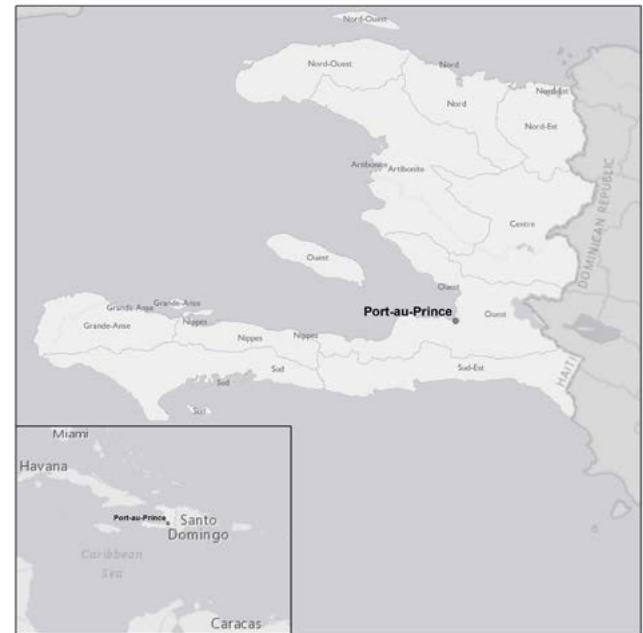 Nord-Ouest
Nord-Ouest
Nord
Nord-Est
Nord
Nord-Est
Artibonite
Artibonite
Centre
DOMINICAN REPUBLIC
Ouest
Ouest
Port-au-Prince
Ouest
Grande-Anse
Grande-Anse
Nippes
Grande-Anse
Nippes
Nippes
Sud
Sud
Sud-Est
HAITI
Sud
Miami
Havana
Port-au-Prince
Santo
Domingo
Caribbean
Sea
Caracas